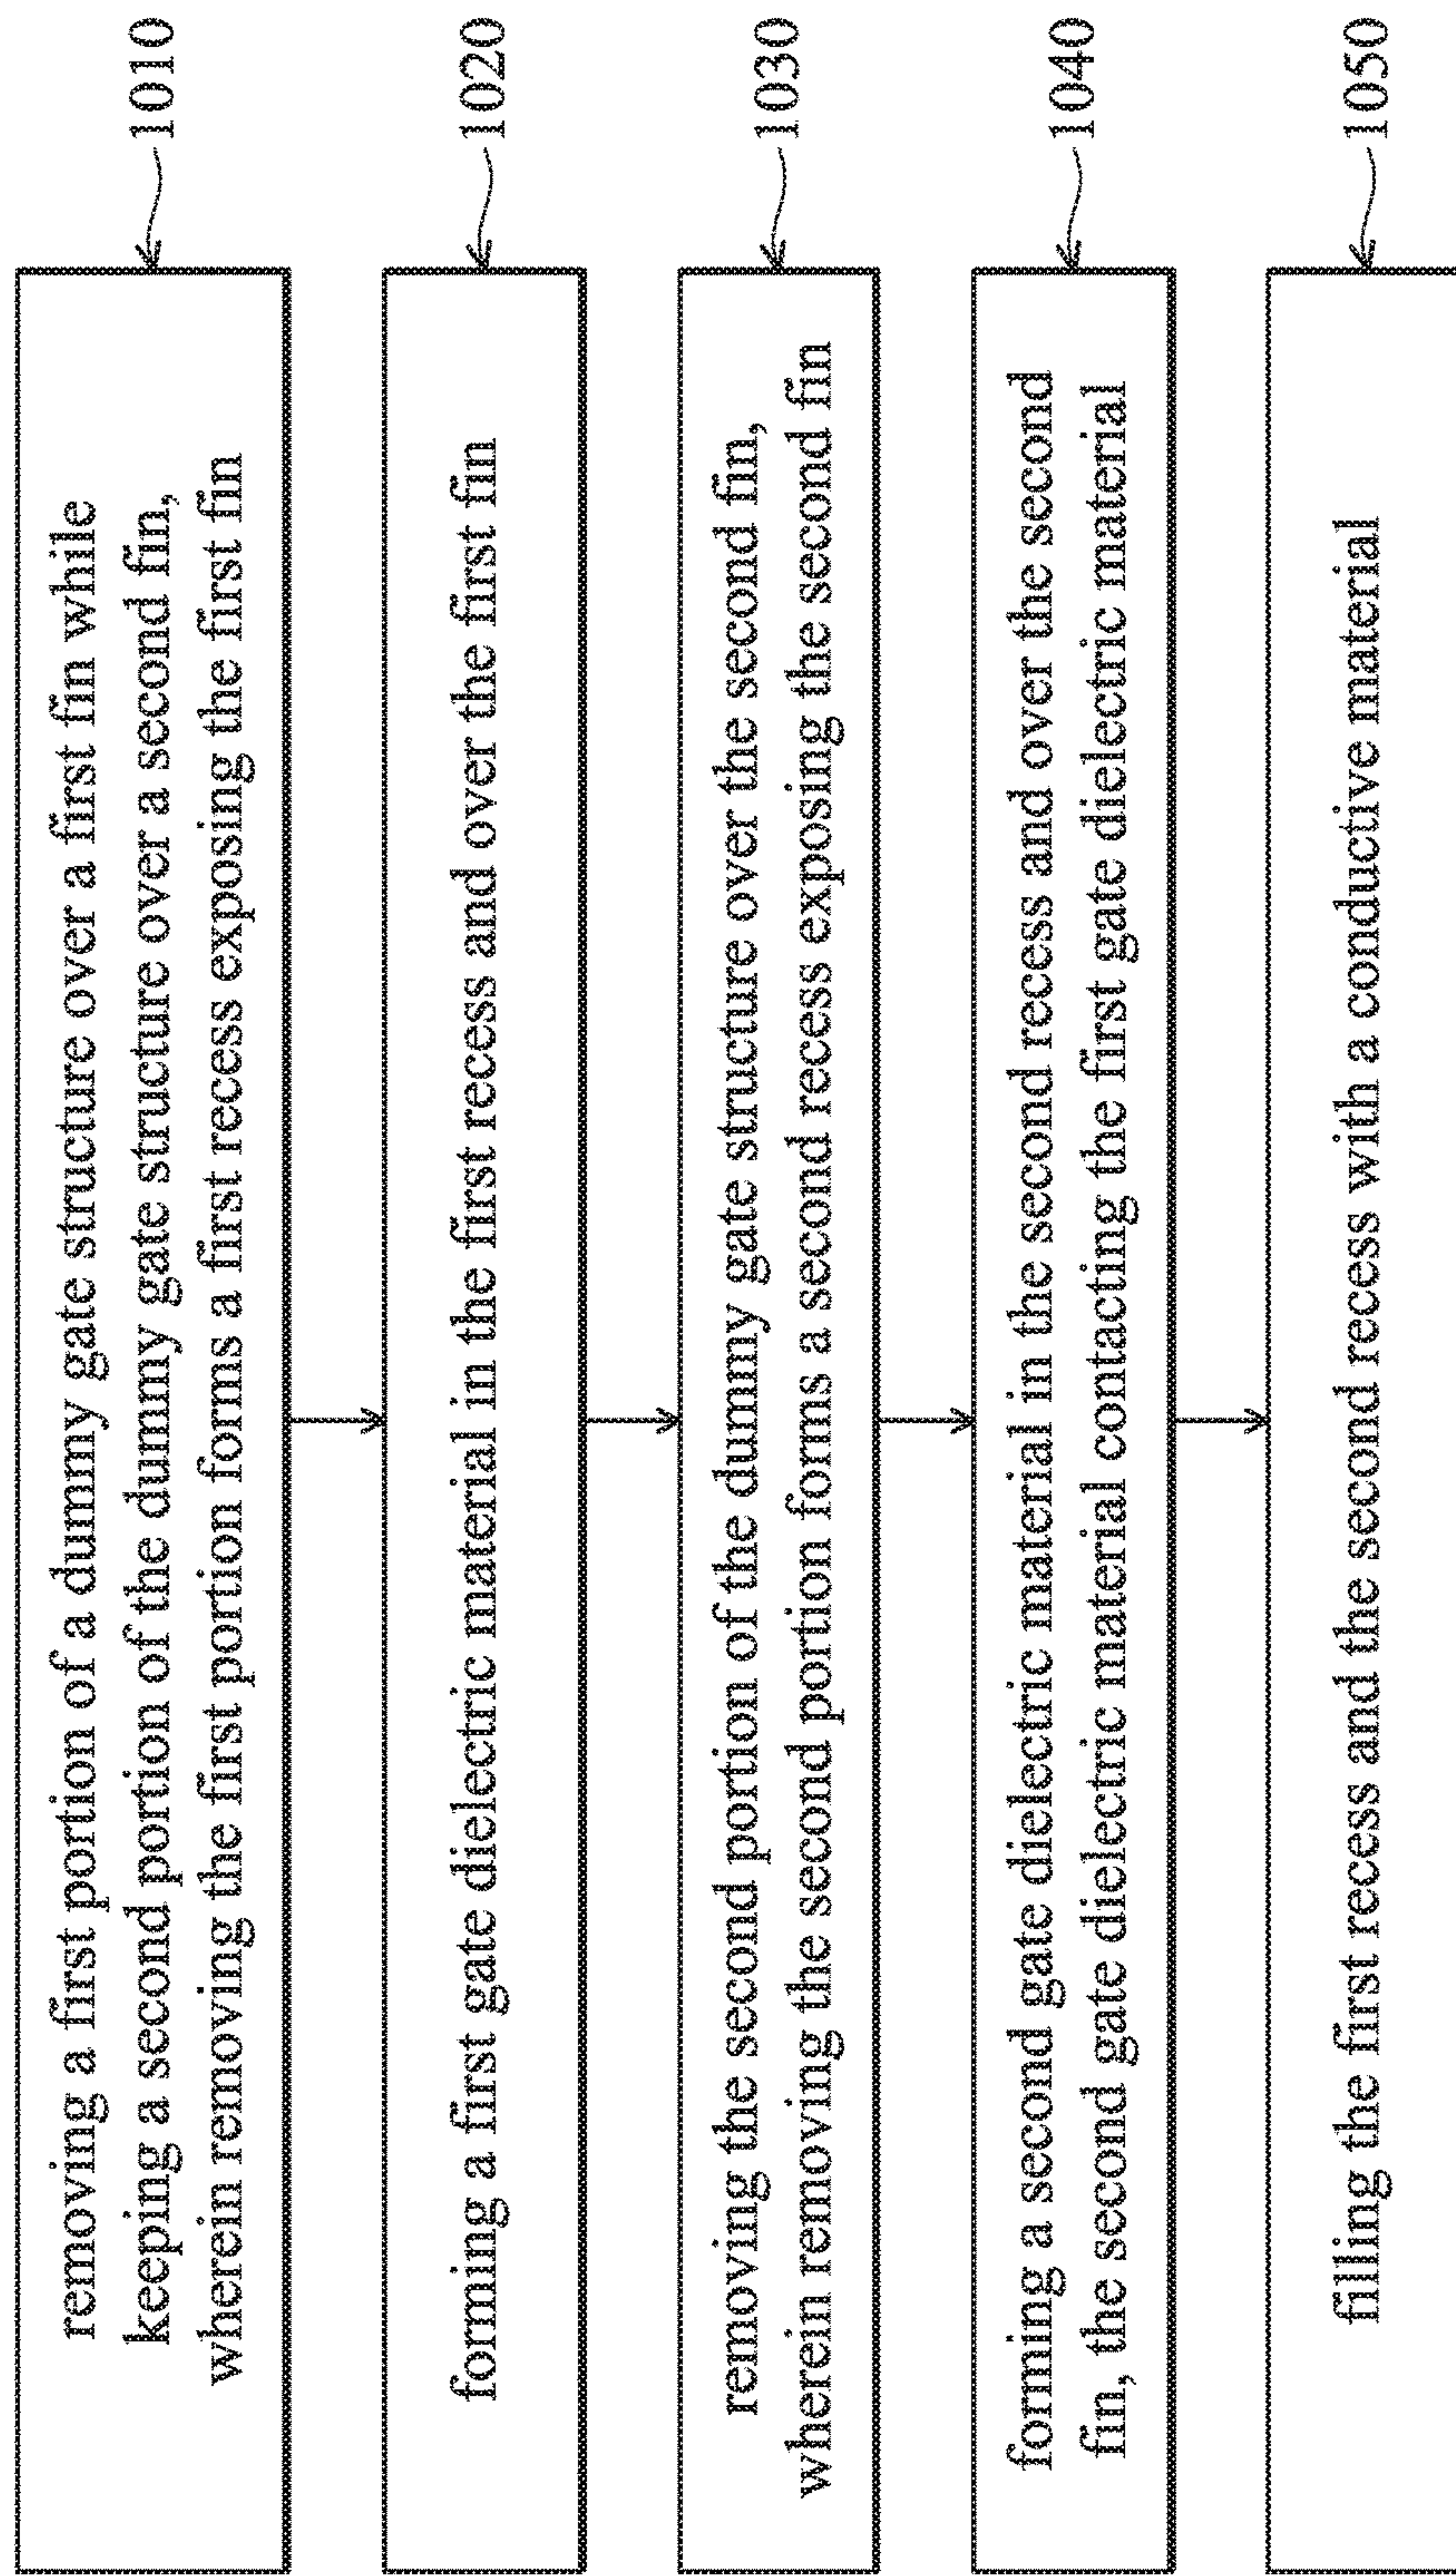 removing a first portion of a dummy gate structure over a first fin while
keeping a second portion of the dummy gate structure over a second fin,
wherein removing the first portion forms a first recess exposing the first fin
1010
forming a first gate dielectric material in the first recess and over the first fin
1020
removing the second portion of the dummy gate structure over the second fin,
wherein removing the second portion forms a second recess exposing the second fin
1030
forming a second gate dielectric material in the second recess and over the second
fin, the second gate dielectric material contacting the first gate dielectric material
1040
filling the first recess and the second recess with a conductive material
1050